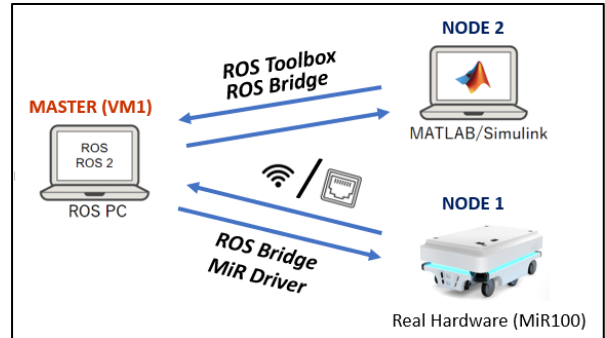 NODE 2
ROS Toolbox
ROS Bridge
MASTER (VM1)
ROS
ROS 2
MATLAB/Simulink
ROS PC
NODE 1
ROS Bridge
MiR Driver
Real Hardware (MiR100)